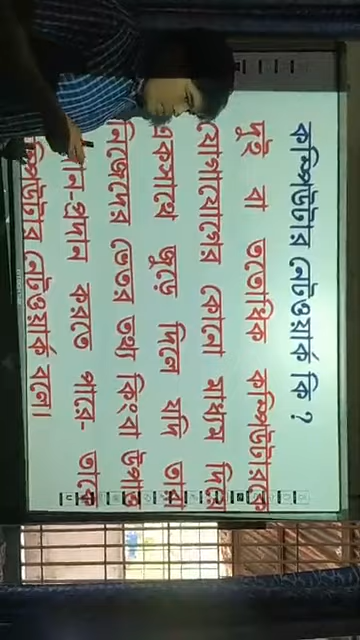 কম্পিউটার নেটওয়ার্ক কি ?
দুই বা ততোধিক কম্পিউটারকে
যোগাযোগের কোনো মাধ্যম দিয়ে
একসাথে জুড়ে দিলে যদি তারা
নিজেদের ভেতর তথ্য কিংবা উপাত্ত
প্রদান করতে পারে- তাকে
কম্পিউটার নেটওয়ার্ক বলে।